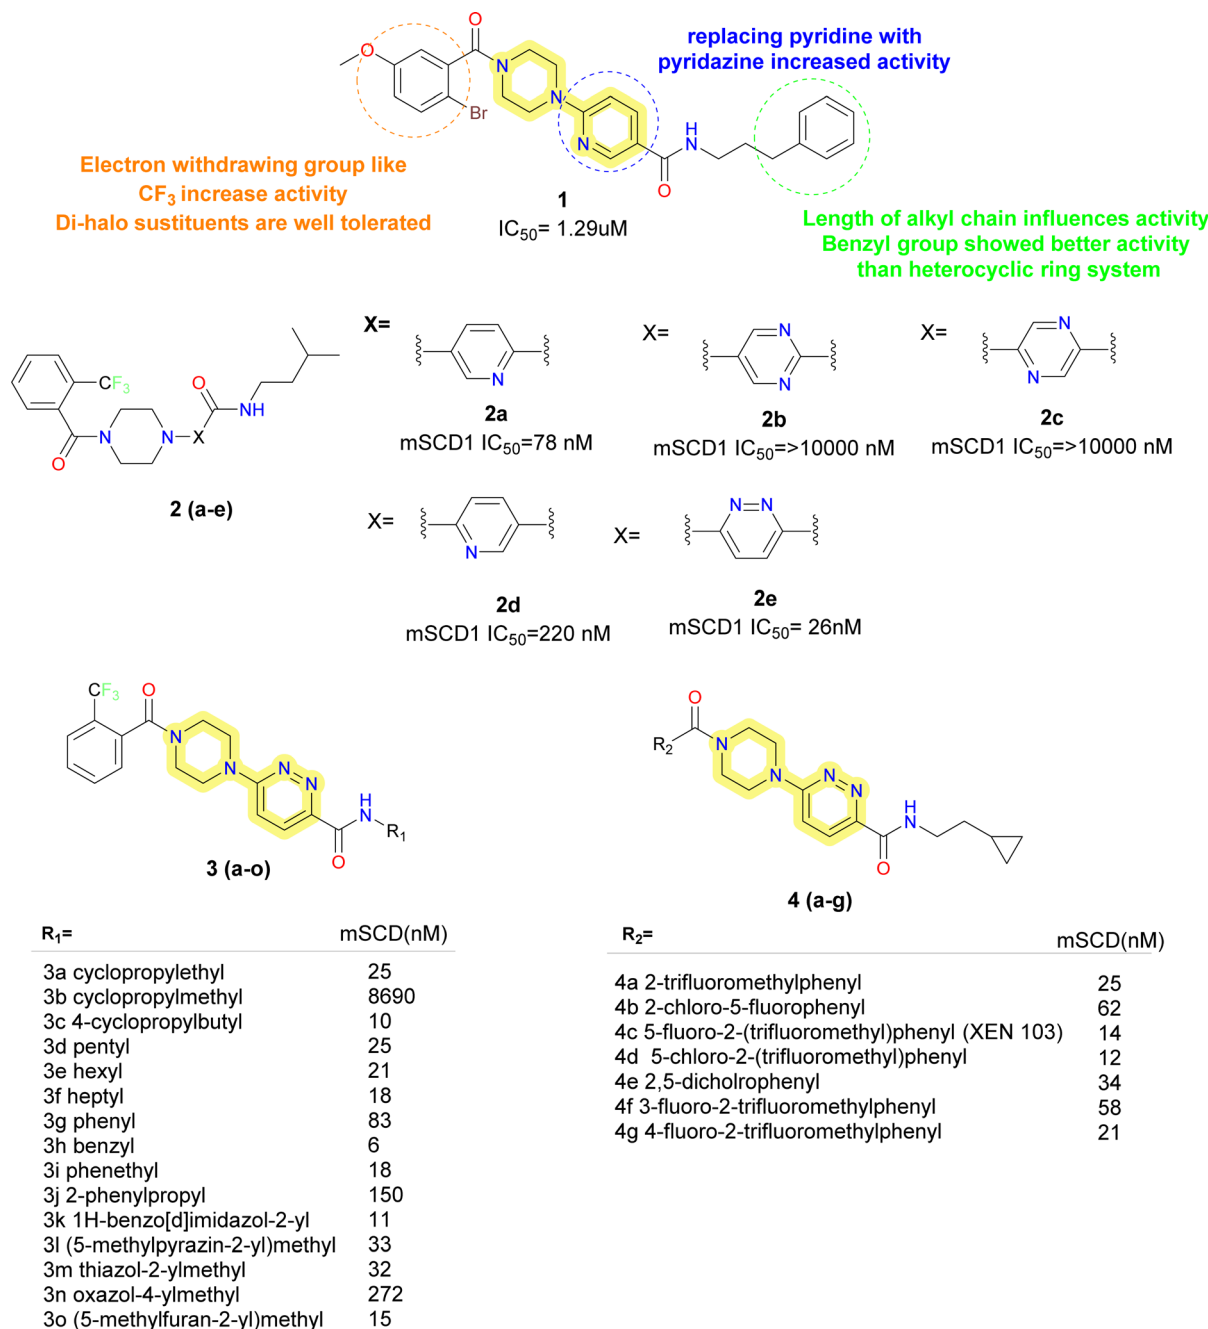 replacing pyridine with
pyridazine increased activity
O
O
N
N
Br
N
H
N
O
Electron withdrawing group like
CF3 increase activity
Di-halo sustituents are well tolerated
1
IC50= 1.29uM
Length of alkyl chain influences activity
Benzyl group showed better activity
than heterocyclic ring system
X=
X=
X=
N
N
N
N
N
CF3
O
NH
N
N
X
O
2a
mSCD1 IC50=78 nM
2b
mSCD1 IC50=>10000 nM
2c
mSCD1 IC50=>10000 nM
2 (a-e)
X=
X=
N
N
N
2d
mSCD1 IC50=220 nM
2e
mSCD1 IC50= 26nM
CF3
O
N
N
N
N
H
N
R1
O
3 (a-o)
O
R2
N
N
N
N
H
N
O
4 (a-g)
R1= mSCD(nM)
3a cyclopropylethyl 25
3b cyclopropylmethyl 8690
3c 4-cyclopropylbutyl 10
3d pentyl 25
3e hexyl 21
3f heptyl 18
3g phenyl 83
3h benzyl 6
3i phenethyl 18
3j 2-phenylpropyl 150
3k 1H-benzo[d]imidazol-2-yl 11
3l (5-methylpyrazin-2-yl)methyl 33
3m thiazol-2-ylmethyl 32
3n oxazol-4-ylmethyl 272
3o (5-methylfuran-2-yl)methyl 15
R2= mSCD(nM)
4a 2-trifluoromethylphenyl 25
4b 2-chloro-5-fluorophenyl 62
4c 5-fluoro-2-(trifluoromethyl)phenyl (XEN 103) 14
4d 5-chloro-2-(trifluoromethyl)phenyl 12
4e 2,5-dicholrophenyl 34
4f 3-fluoro-2-trifluoromethylphenyl 58
4g 4-fluoro-2-trifluoromethylphenyl 21